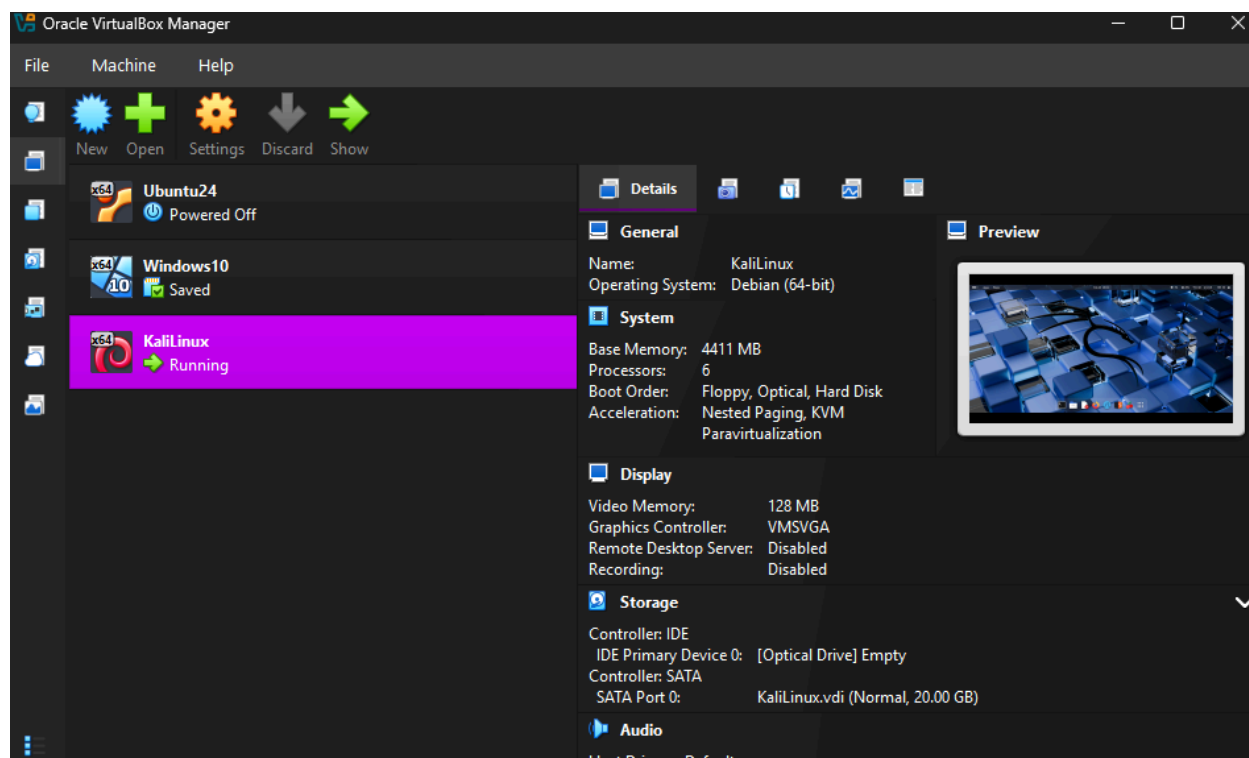 Oracle VirtualBox Manager
File Machine Help
New Open Settings Discard Show
x64 Ubuntu24
Powered Off
x64 Windows10
10 Saved
x64 KaliLinux
Running
Details
General
Name: KaliLinux
Operating System: Debian (64-bit)
System
Base Memory: 4411 MB
Processors: 6
Boot Order: Floppy, Optical, Hard Disk
Acceleration: Nested Paging, KVM
Paravirtualization
Preview
Display
Video Memory: 128 MB
Graphics Controller: VMSVGA
Remote Desktop Server: Disabled
Recording: Disabled
Storage
Controller: IDE
IDE Primary Device 0: [Optical Drive] Empty
Controller: SATA
SATA Port 0: KaliLinux.vdi (Normal, 20.00 GB)
Audio